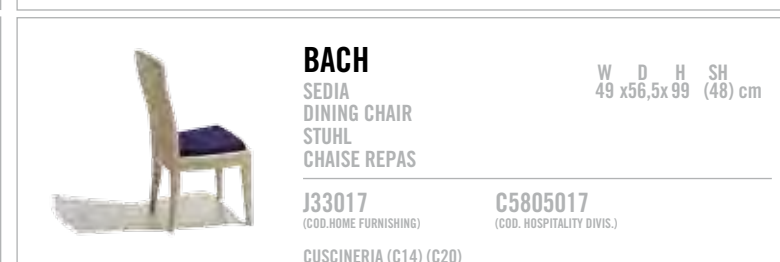 BACH
SEDIA
DINING CHAIR
STUHL
CHAISE REPAS
W D H SH
49 x56,5x 99 (48) cm
J33017
(COD.HOME FURNISHING)
C5805017
(COD. HOSPITALITY DIVIS.)
CUSCINERIA (C14) (C20)